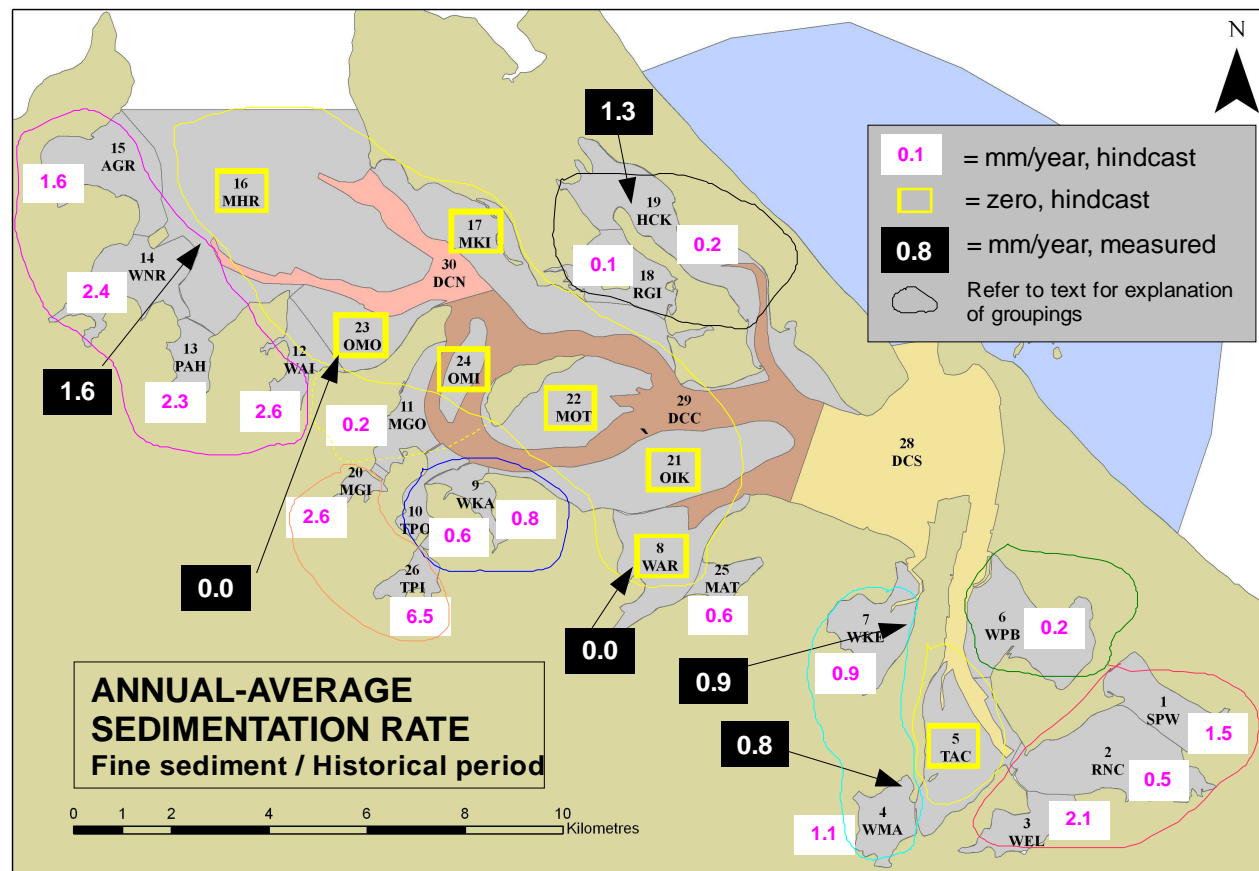 N
1.3
0.1
= mm/year, hindcast
= zero, hindcast
0.8
= mm/year, measured
Refer to text for explanation
of groupings
15
AGR
1.6
16
MHR
17
MKI
19
HCK
0.2
0.1
18
RGI
14
WNR
2.4
30
DCN
13
PAH
2.3
12
WAI
2.6
23
OMO
24
OMI
22
MOT
29
DCC
28
DCS
1.6
11
MGO
0.2
21
OIK
20
MGI
2.6
9
WKA
0.8
10
TPO
0.6
8
WAR
25
MAT
0.6
26
TPI
6.5
0.0
0.0
7
WKE
0.9
0.9
6
WPB
0.2
1
SPW
1.5
0.8
5
TAC
2
RNC
0.5
4
WMA
1.1
3
WEL
2.1
ANNUAL-AVERAGE
SEDIMENTATION RATE
Fine sediment / Historical period
0 2 4 6 8 10
Kilometres